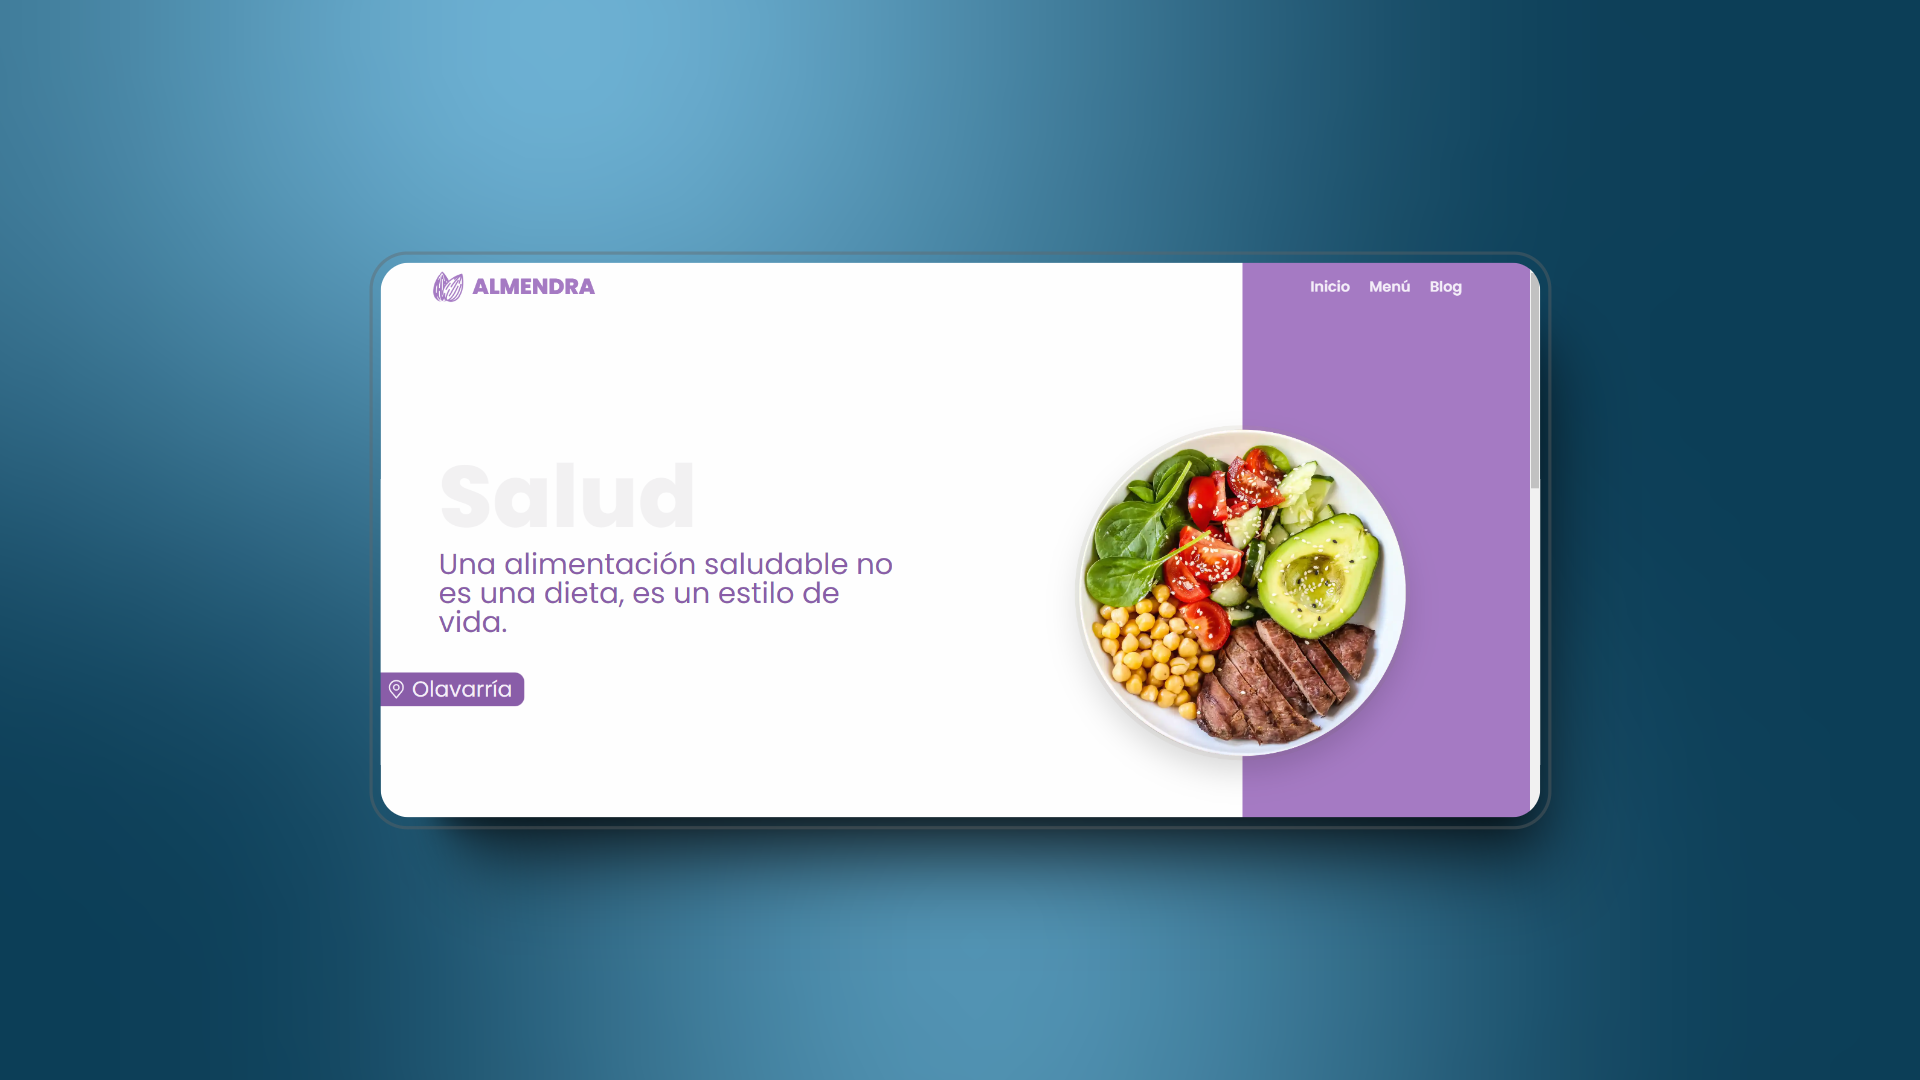 ALMENDRA
Inicio Menú Blog
Salud
Una alimentación saludable no
es una dieta, es un estilo de
vida.
Olavarría